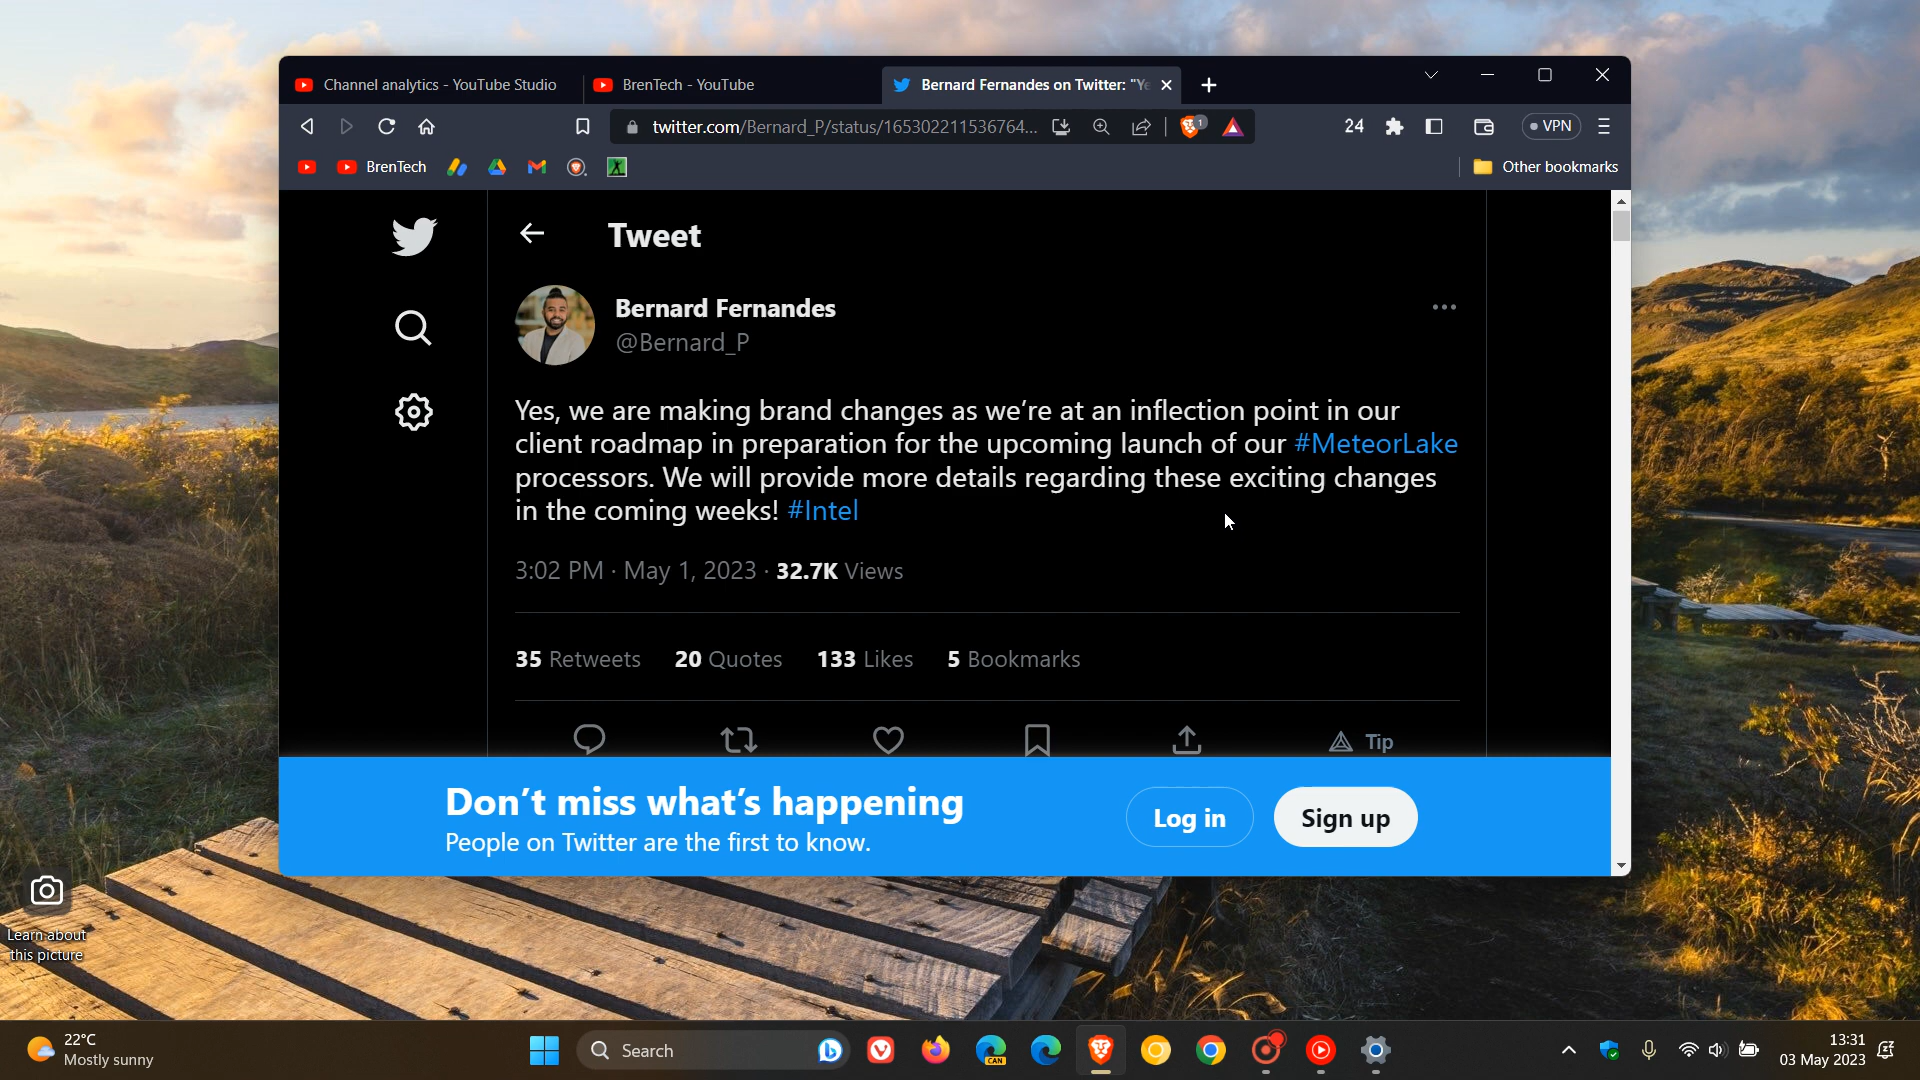 Channel analytics - YouTube Studio
BrenTech - YouTube
Bernard Fernandes on Twitter: "Ye
twitter.com/Bernard_P/status/165302211536764...
1
24
VPN
BrenTech
Other bookmarks
Tweet
Bernard Fernandes
@Bernard_P
Yes, we are making brand changes as we’re at an inflection point in our
client roadmap in preparation for the upcoming launch of our #MeteorLake
processors. We will provide more details regarding these exciting changes
in the coming weeks! #Intel
3:02 PM · May 1, 2023 · 32.7K Views
35 Retweets 20 Quotes 133 Likes 5 Bookmarks
Tip
Don’t miss what’s happening
People on Twitter are the first to know.
Log in
Sign up
Learn about
this picture
22°C
Mostly sunny
Search
CAN
13:31
03 May 2023